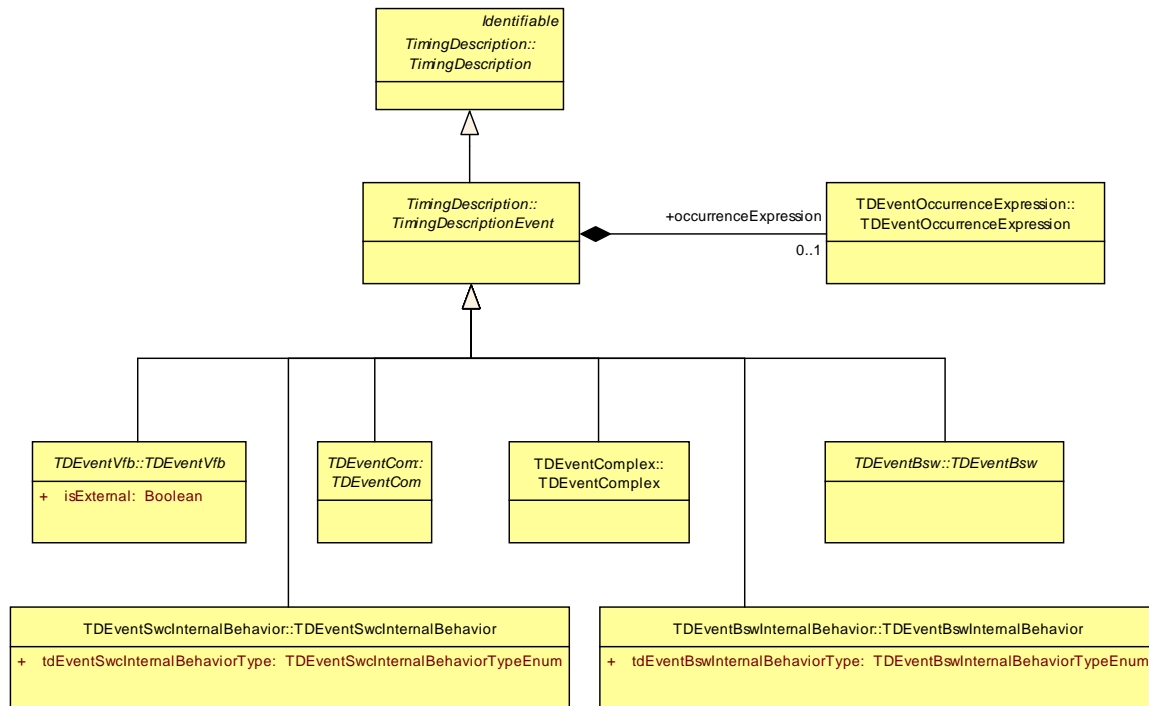 Identifiable
TimingDescription::
TimingDescription
TimingDescription::
TimingDescriptionEvent
+occurrenceExpression
0..1
TDEventOccurrenceExpression::
TDEventOccurrenceExpression
TDEventVfb::TDEventVfb
+ isExternal: Boolean
TDEventCom::
TDEventCom
TDEventComplex::
TDEventComplex
TDEventBsw::TDEventBsw
TDEventSwcInternalBehavior::TDEventSwcInternalBehavior
+ tdEventSwcInternalBehaviorType: TDEventSwcInternalBehaviorTypeEnum
TDEventBswInternalBehavior::TDEventBswInternalBehavior
+ tdEventBswInternalBehaviorType: TDEventBswInternalBehaviorTypeEnum